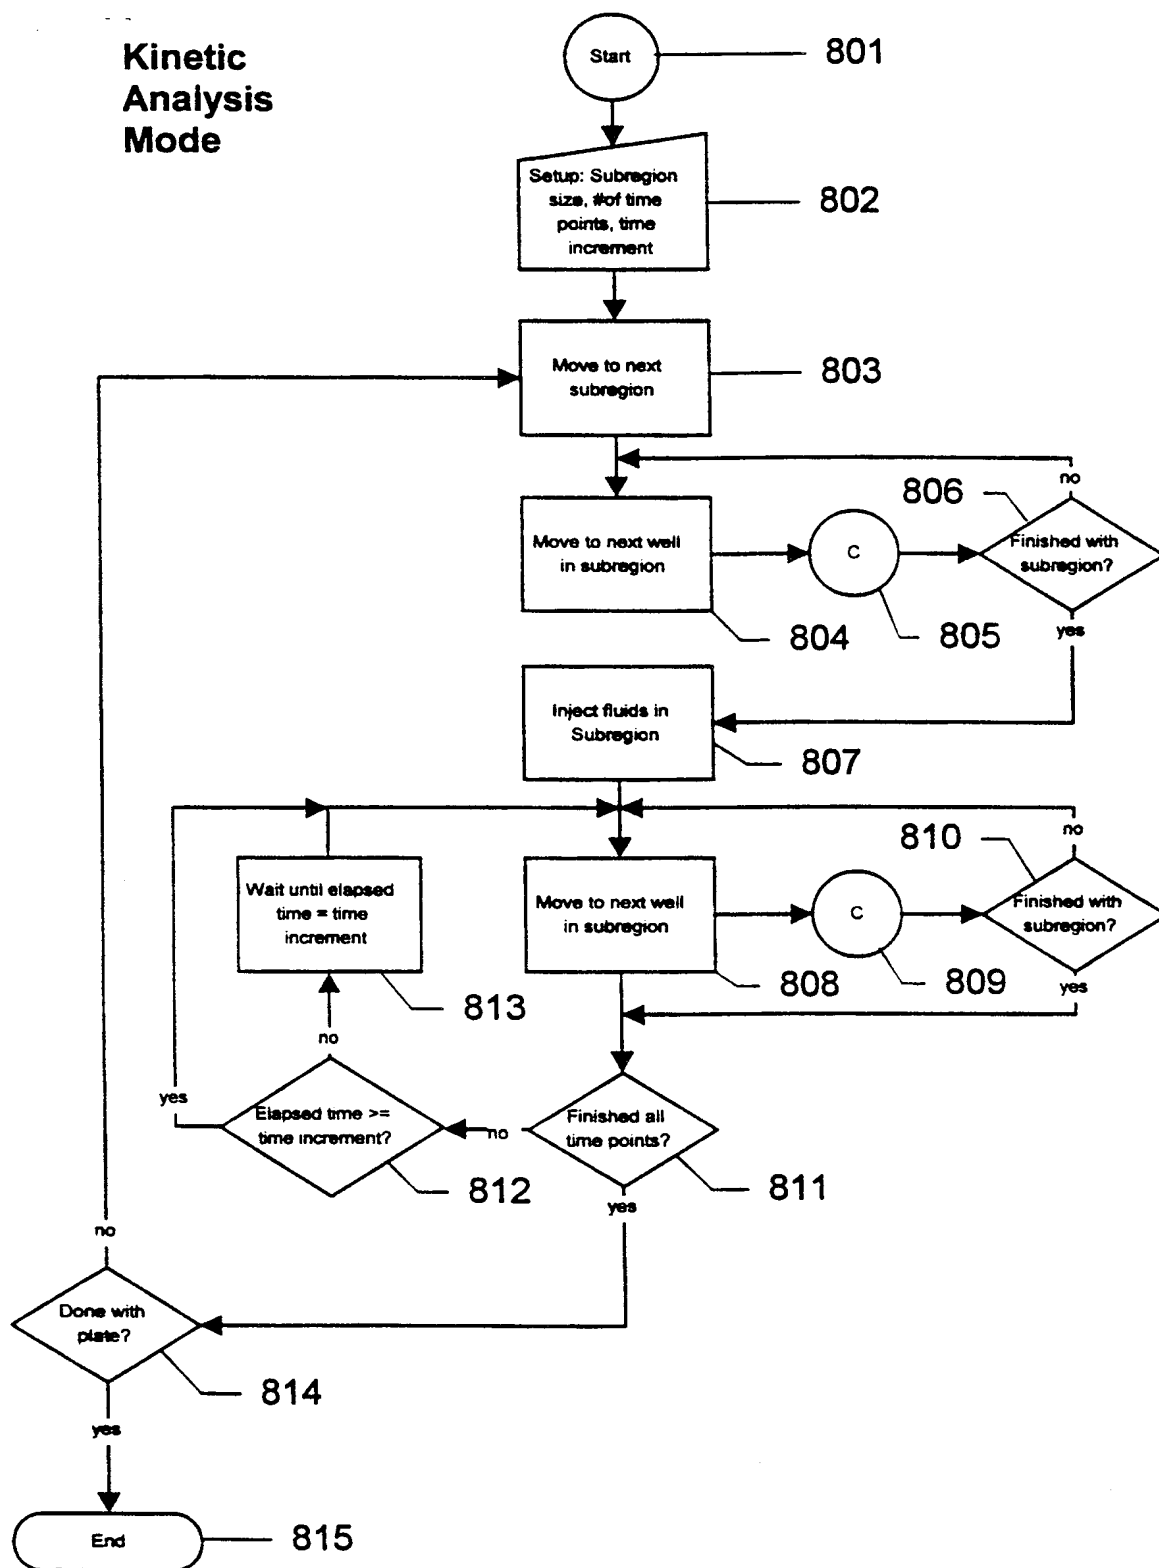 Kinetic
Analysis
Mode
Start
801
Setup: Subregion
size, #of time
points, time
increment
802
Move to next
subregion
803
no
806
Move to next well
in subregion
C
Finished with
subregion?
804
805
yes
Inject fluids in
Subregion
807
no
810
Wait until elapsed
time = time
increment
Move to next well
in subregion
C
Finished with
subregion?
813
808
809
yes
no
yes
Elapsed time >=
time increment?
no
Finished all
time points?
812
811
yes
no
Done with
plate?
814
yes
End
815